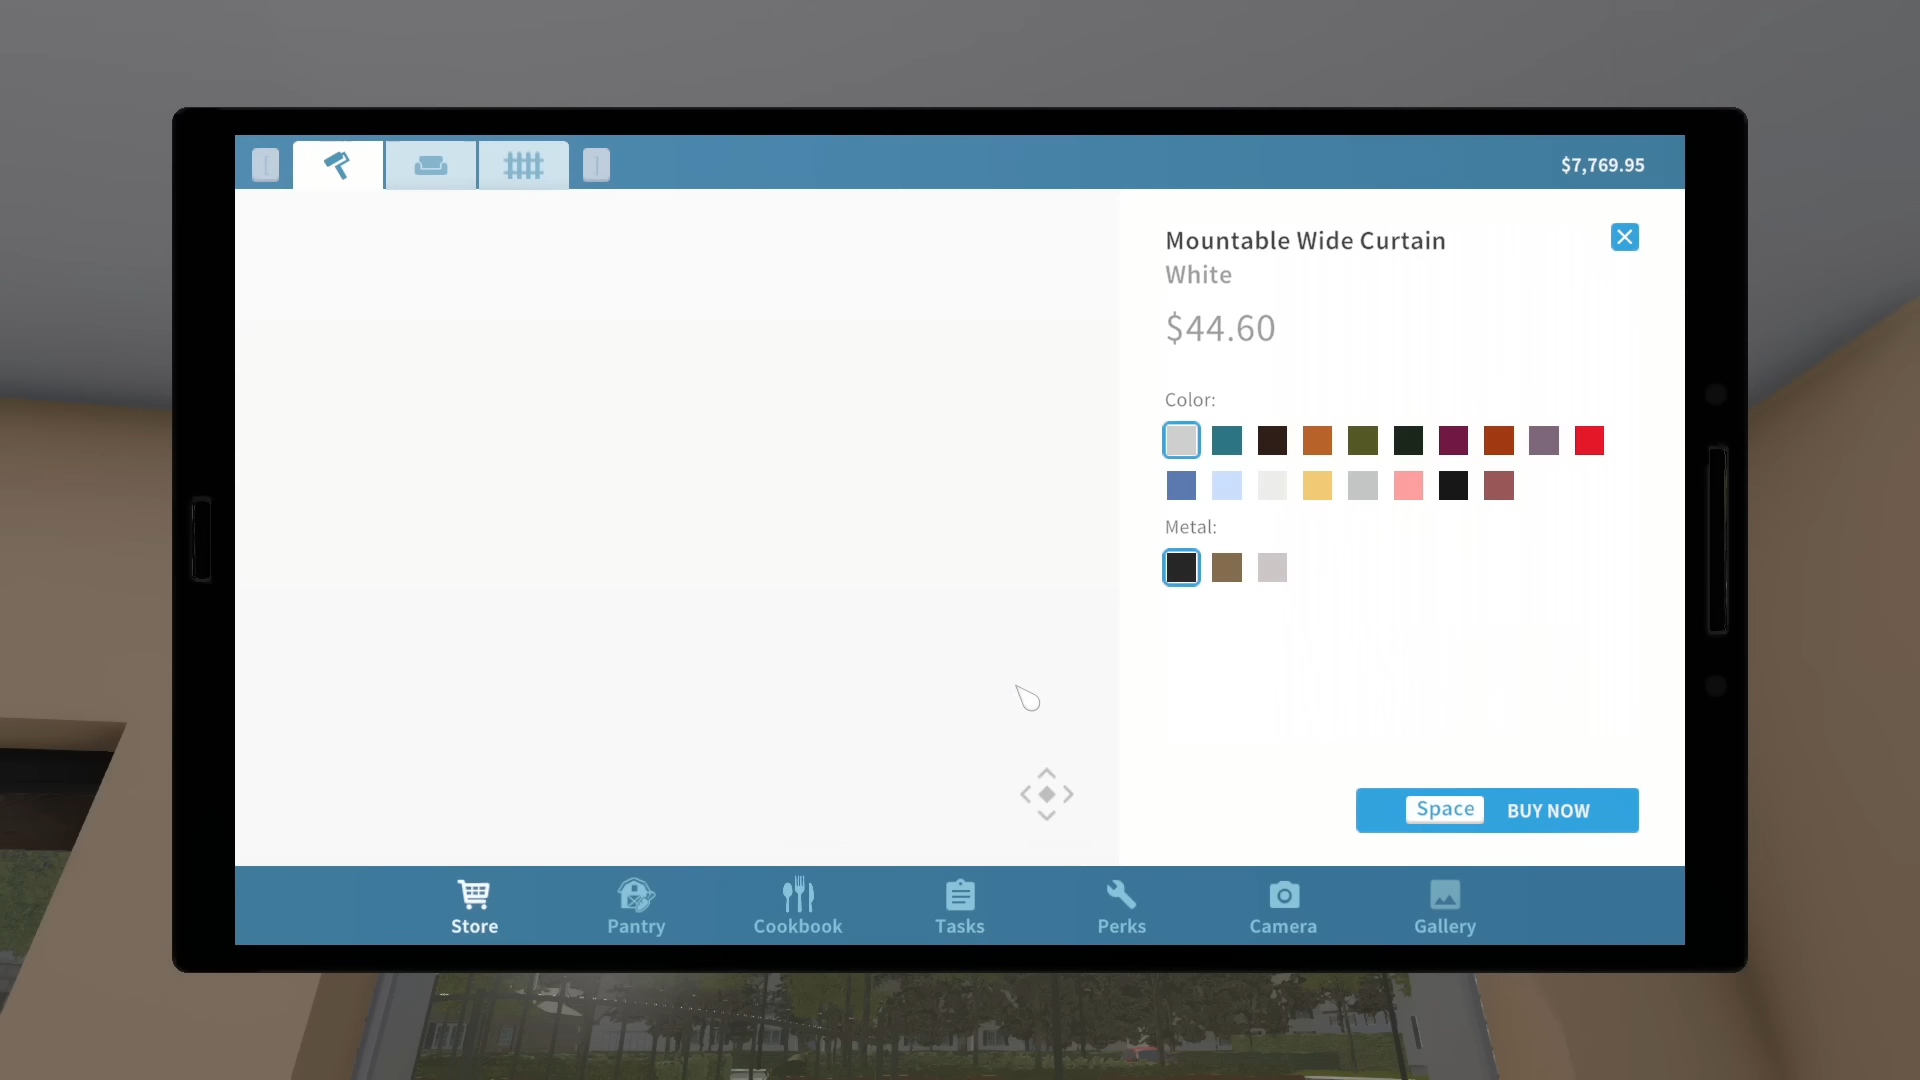 $7,769.95
Mountable Wide Curtain
White
$44.60
Color:
Metal:
Space BUY NOW
Store Pantry Cookbook Tasks Perks Camera Gallery